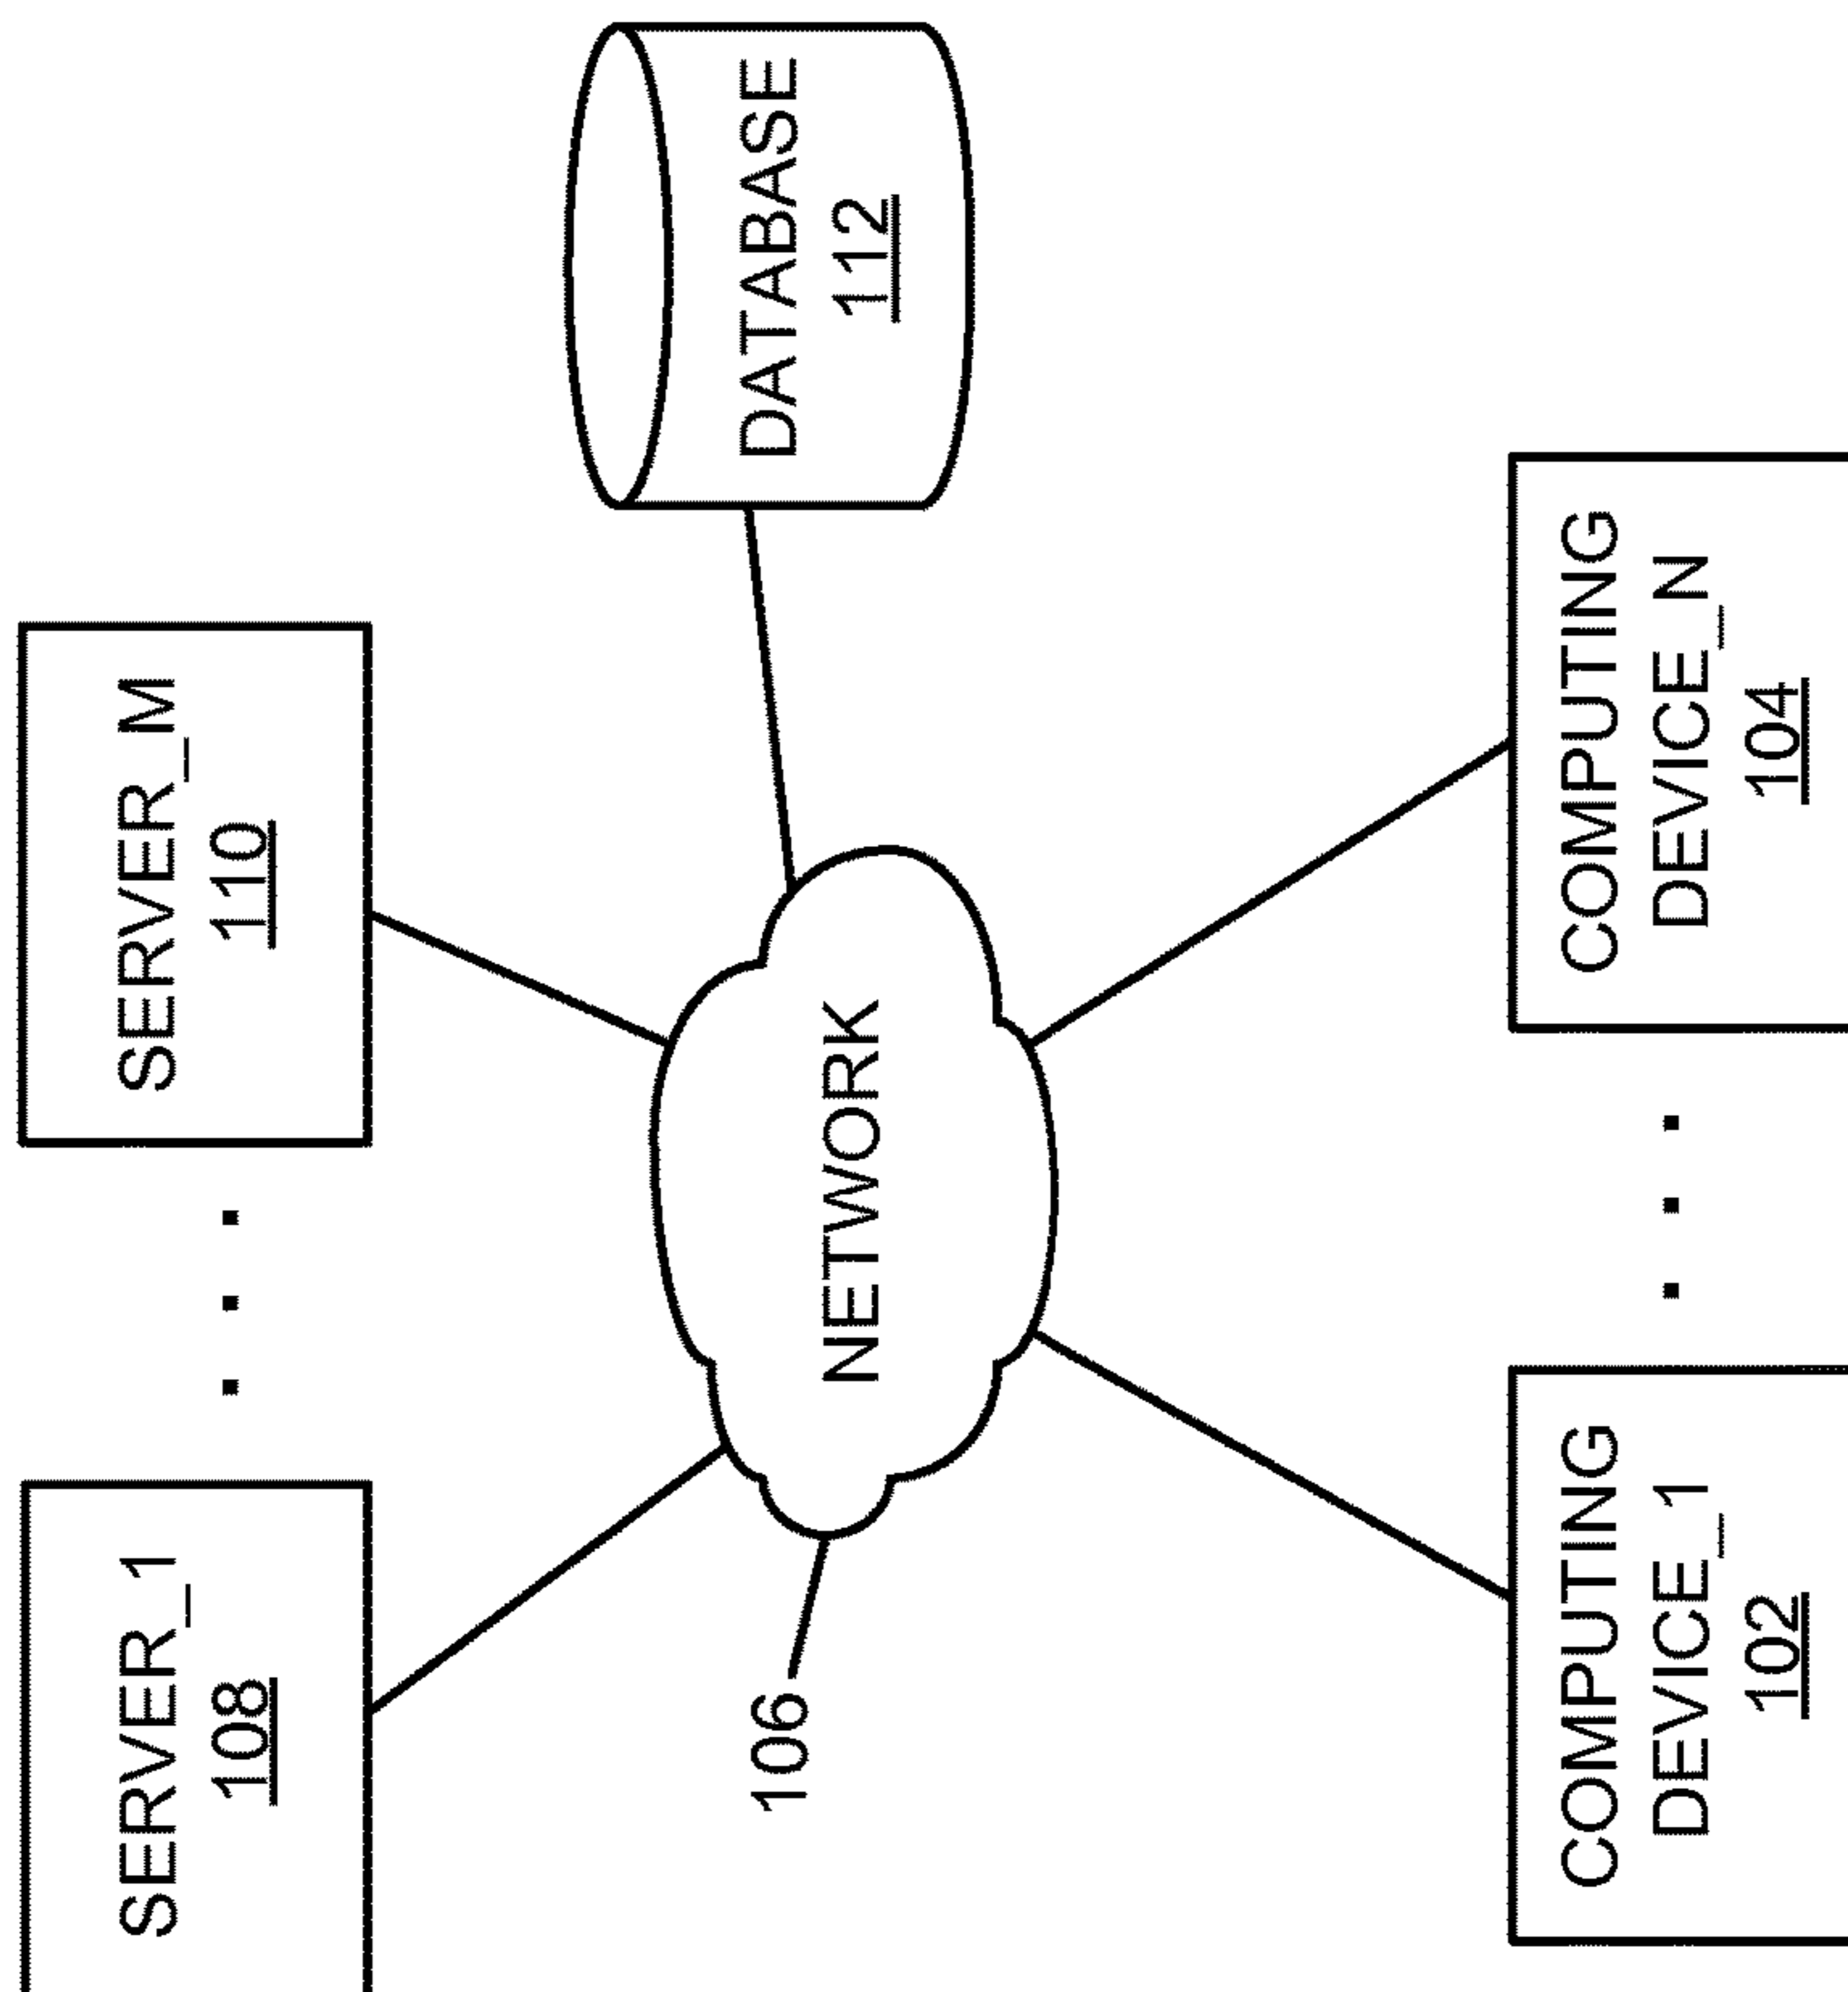 SERVER_1
108
SERVER_M
110
DATABASE
112
NETWORK
106
COMPUTING
DEVICE_1
102
COMPUTING
DEVICE_N
104